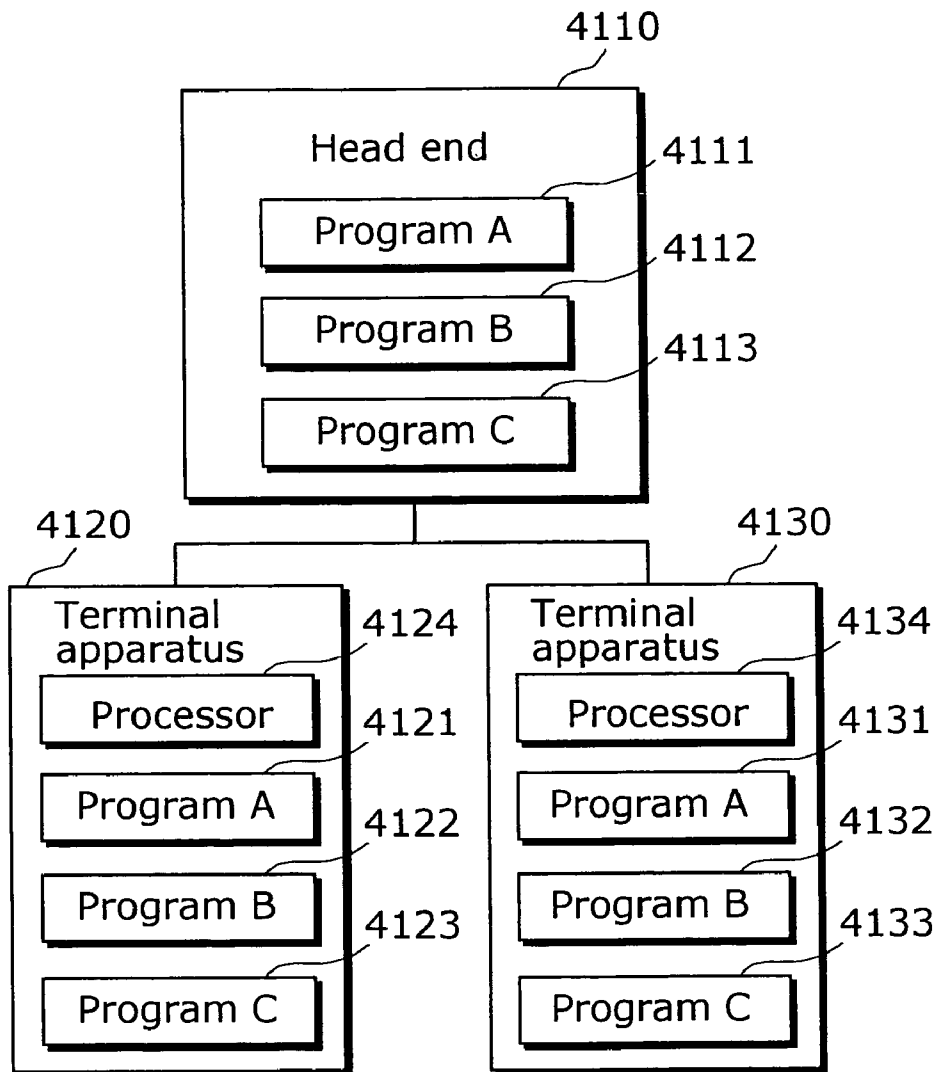 4110
Head end
4111
Program A
4112
Program B
4113
Program C
4120
Terminal
apparatus
4124
Processor
4121
Program A
4122
Program B
4123
Program C
4130
Terminal
apparatus
4134
Processor
4131
Program A
4132
Program B
4133
Program C